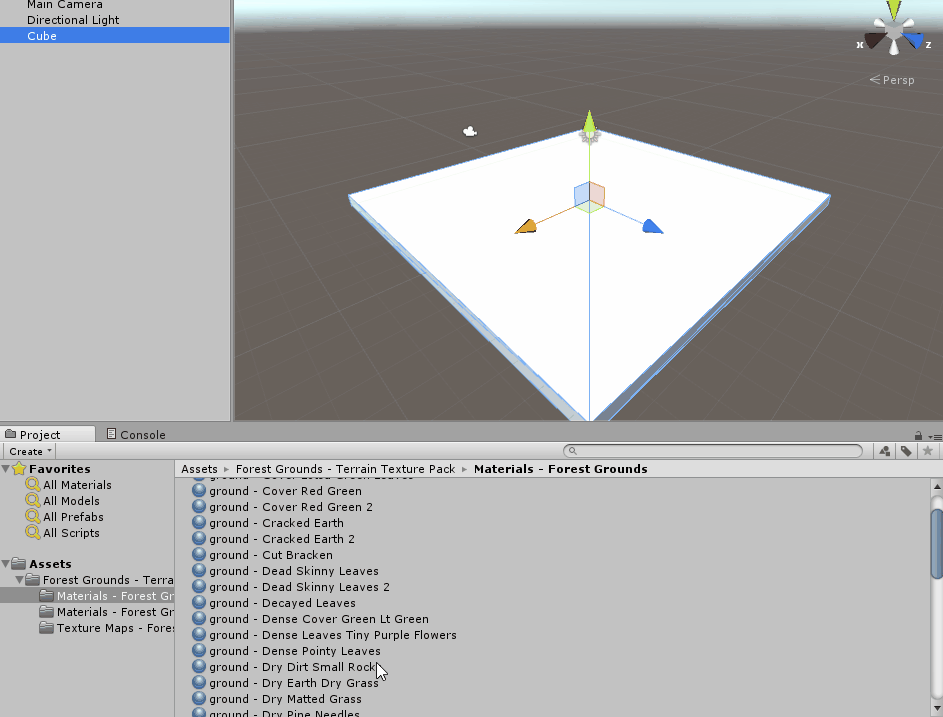 Main Camera
Directional Light
Cube
x
z
Persp
Project
Console
Create
Favorites
All Materials
All Models
All Prefabs
All Scripts
Assets
Forest Grounds - Terra
Materials - Forest Gr
Materials - Forest Gr
Texture Maps - Fores
Assets ▸ Forest Grounds - Terrain Texture Pack ▸ Materials - Forest Grounds
ground - Cover Red Green
ground - Cover Red Green 2
ground - Cracked Earth
ground - Cracked Earth 2
ground - Cut Bracken
ground - Dead Skinny Leaves
ground - Dead Skinny Leaves 2
ground - Decayed Leaves
ground - Dense Cover Green Lt Green
ground - Dense Leaves Tiny Purple Flowers
ground - Dense Pointy Leaves
ground - Dry Dirt Small Rock
ground - Dry Earth Dry Grass
ground - Dry Matted Grass
ground - Dry Pine Needles